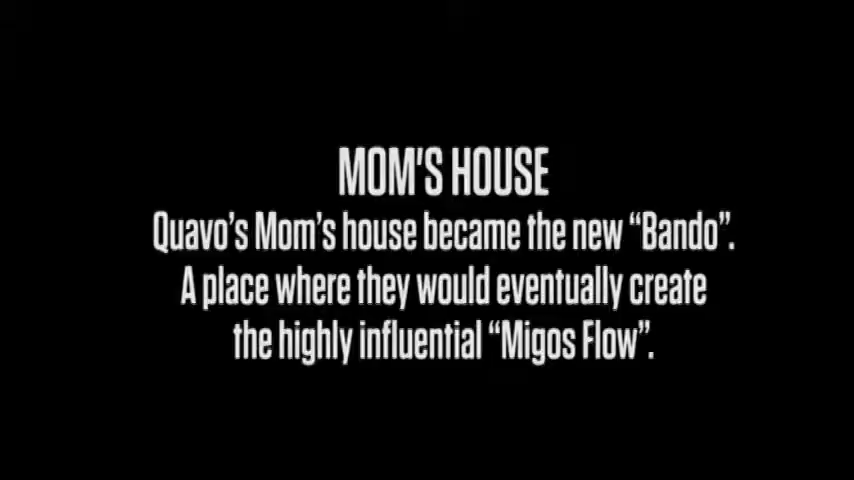 MOM'S HOUSE
Quavo's Mom's house became the new “Bando”.
A place where they would eventually create
the highly influential “Migos Flow”.